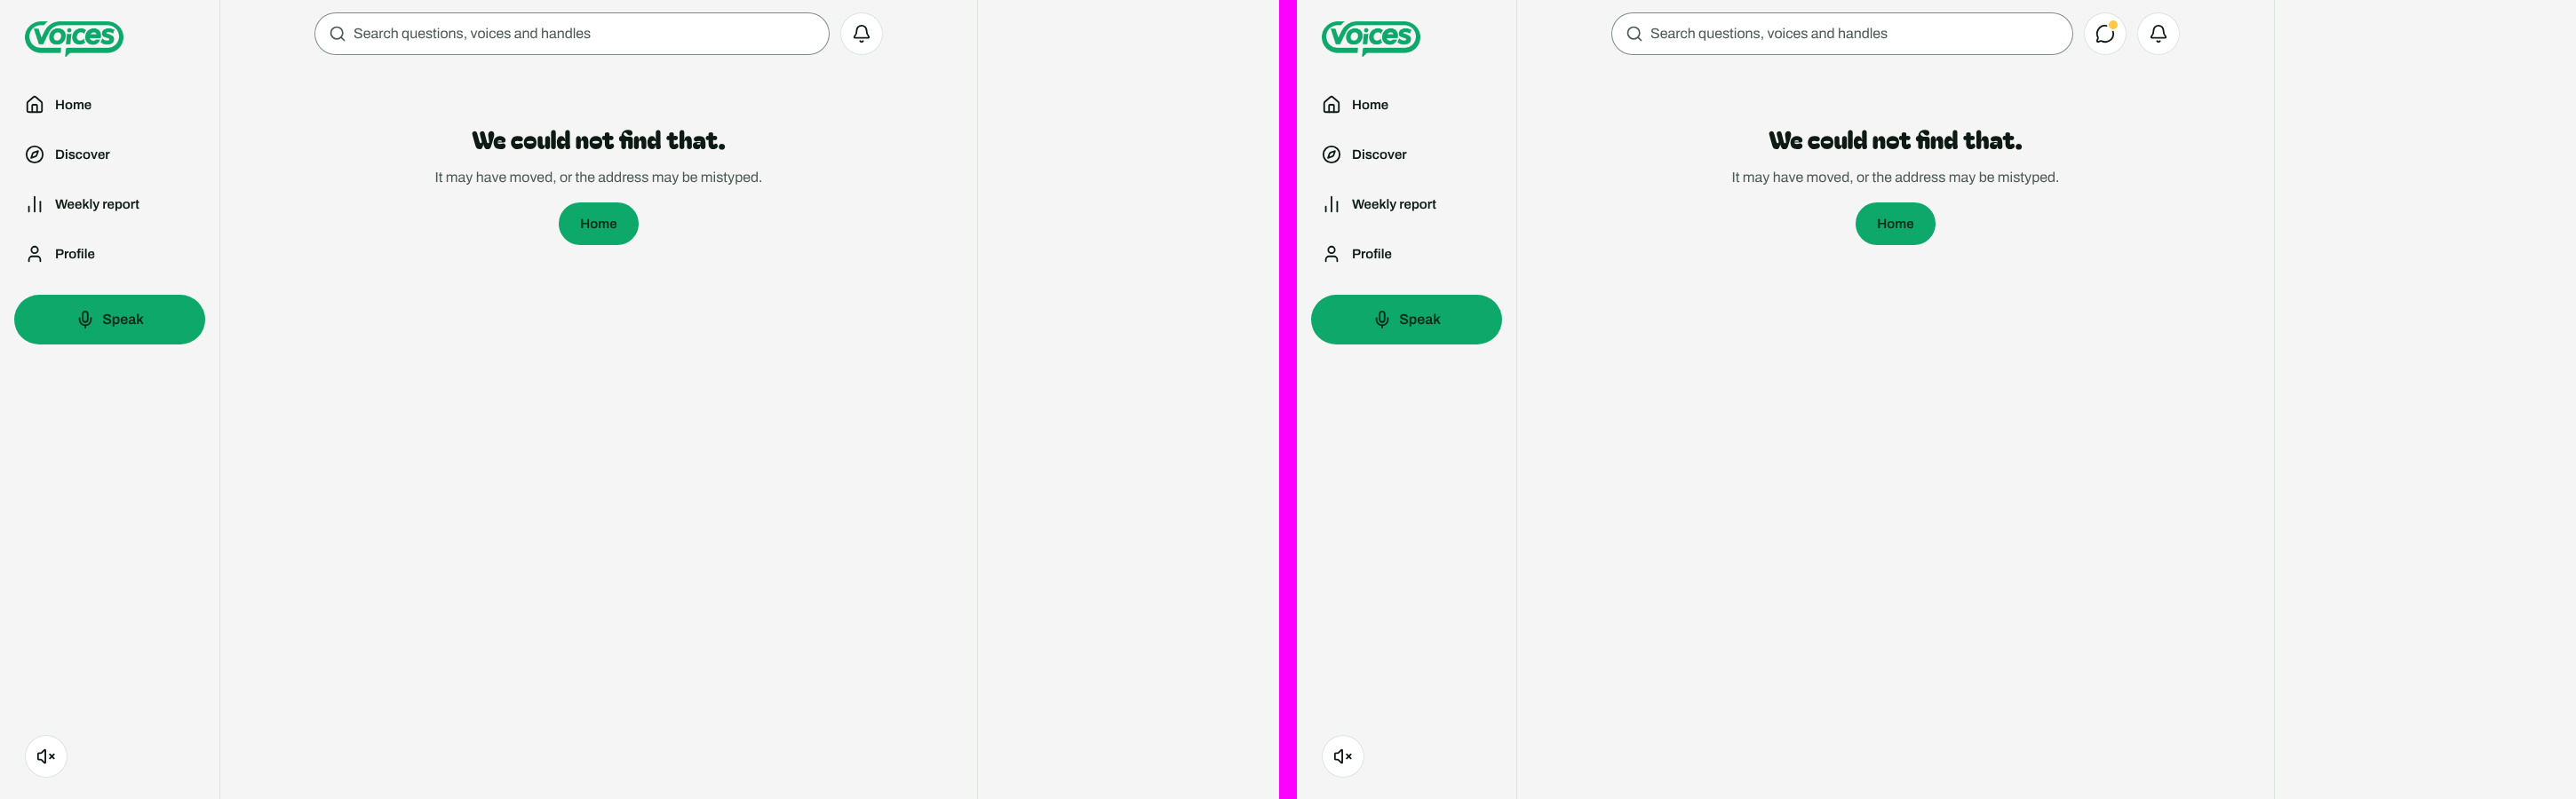 Voices
Search questions, voices and handles
Home
Discover
Weekly report
Profile
Speak
We could not find that.
It may have moved, or the address may be mistyped.
Home
Voices
Search questions, voices and handles
Home
Discover
Weekly report
Profile
Speak
We could not find that.
It may have moved, or the address may be mistyped.
Home